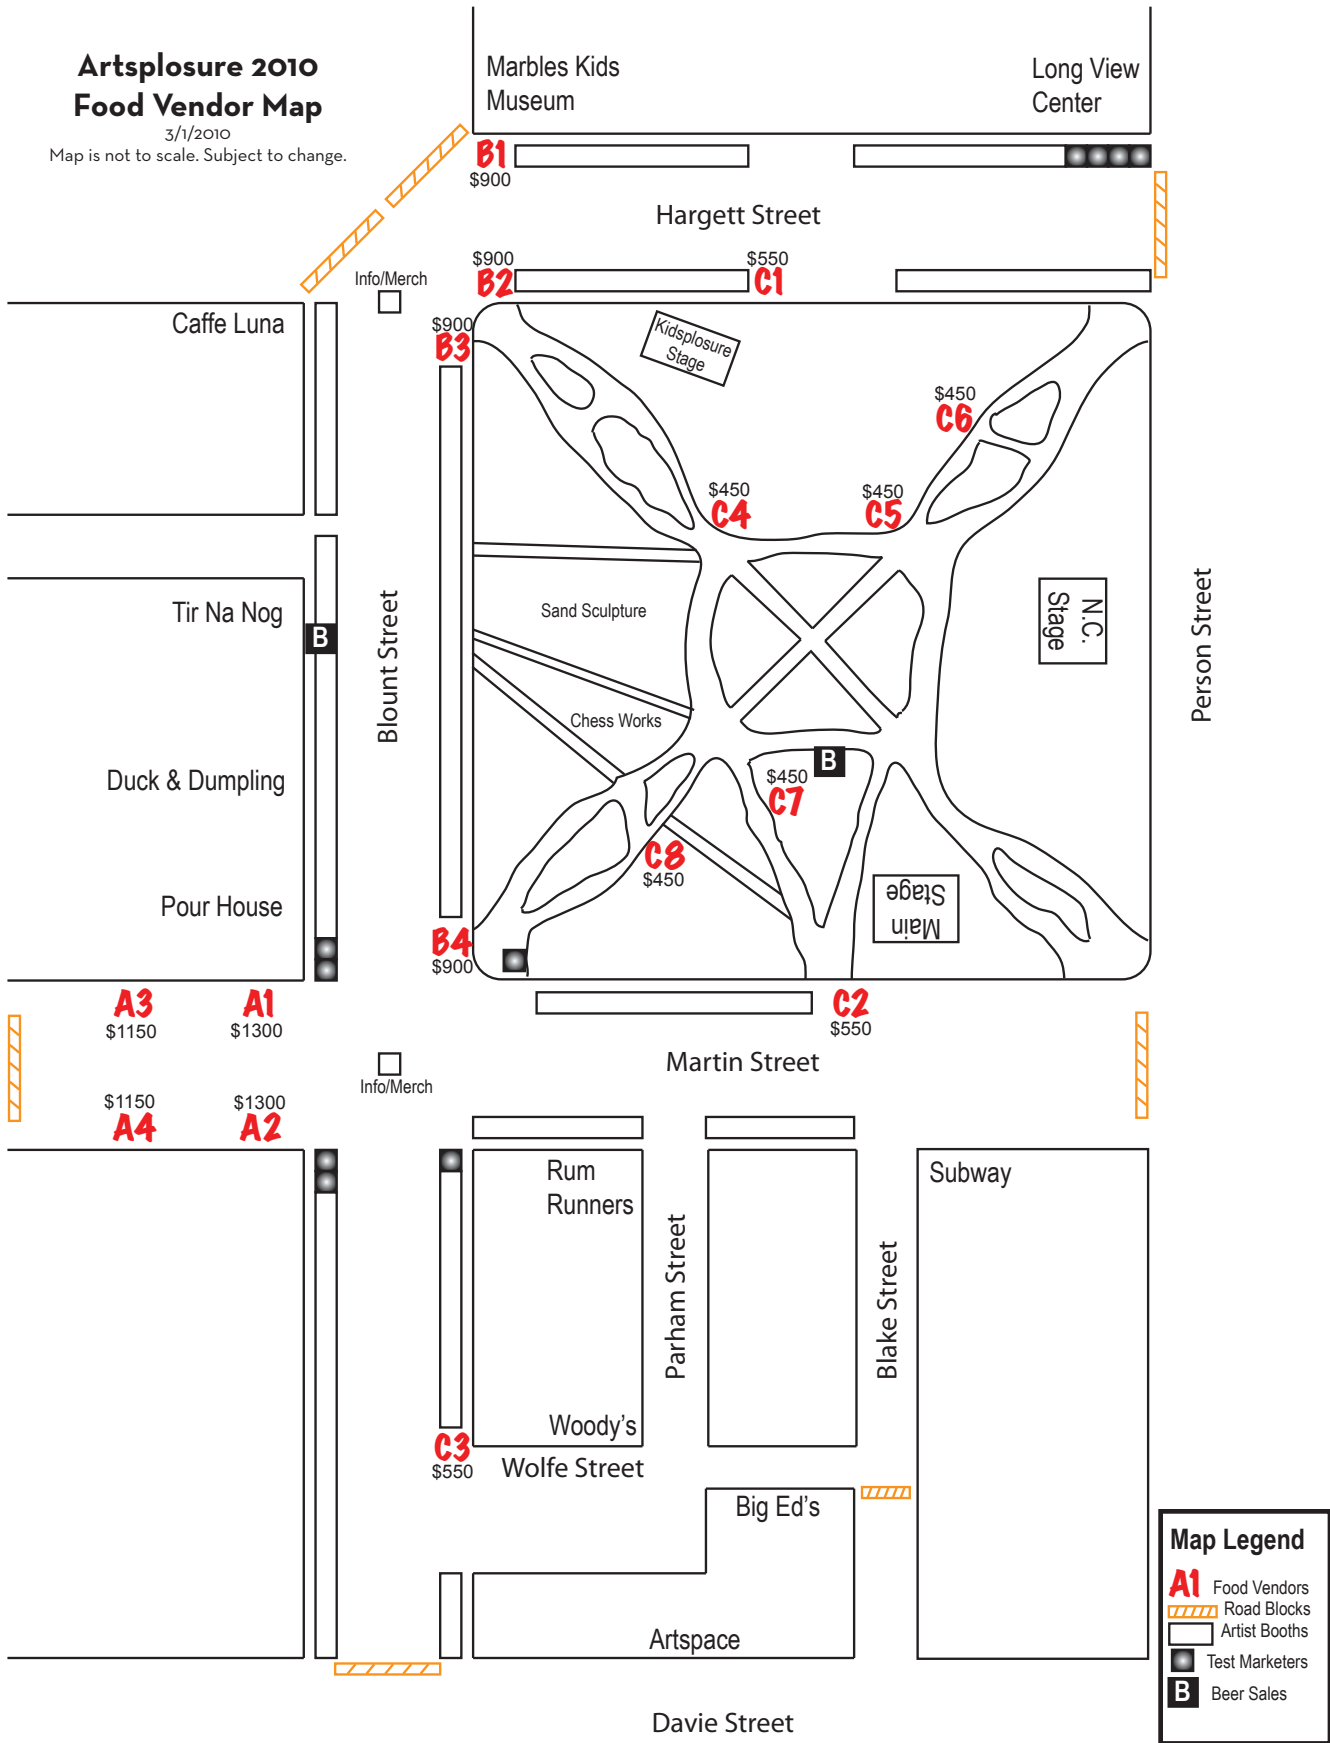 Artsplosure 2010
Food Vendor Map
3/1/2010
Map is not to scale. Subject to change.
Marbles Kids
Museum
Long View
Center
B1
$900
Hargett Street
$900
B2
$550
C1
Info/Merch
Caffe Luna
$900
B3
Kidsplosure
Stage
$450
C6
$450
C4
$450
C5
Tir Na Nog
B
Blount Street
Sand Sculpture
N.C.
Stage
Person Street
Chess Works
Duck & Dumpling
B
$450
C7
C8
$450
Pour House
Main
Stage
B4
$900
A3
$1150
A1
$1300
C2
$550
Martin Street
Info/Merch
$1150
A4
$1300
A2
Rum
Runners
Subway
Parham Street
Blake Street
Woody's
C3
$550
Wolfe Street
Big Ed's
Artspace
Davie Street
Map Legend
A1 Food Vendors
Road Blocks
Artist Booths
Test Marketers
B Beer Sales